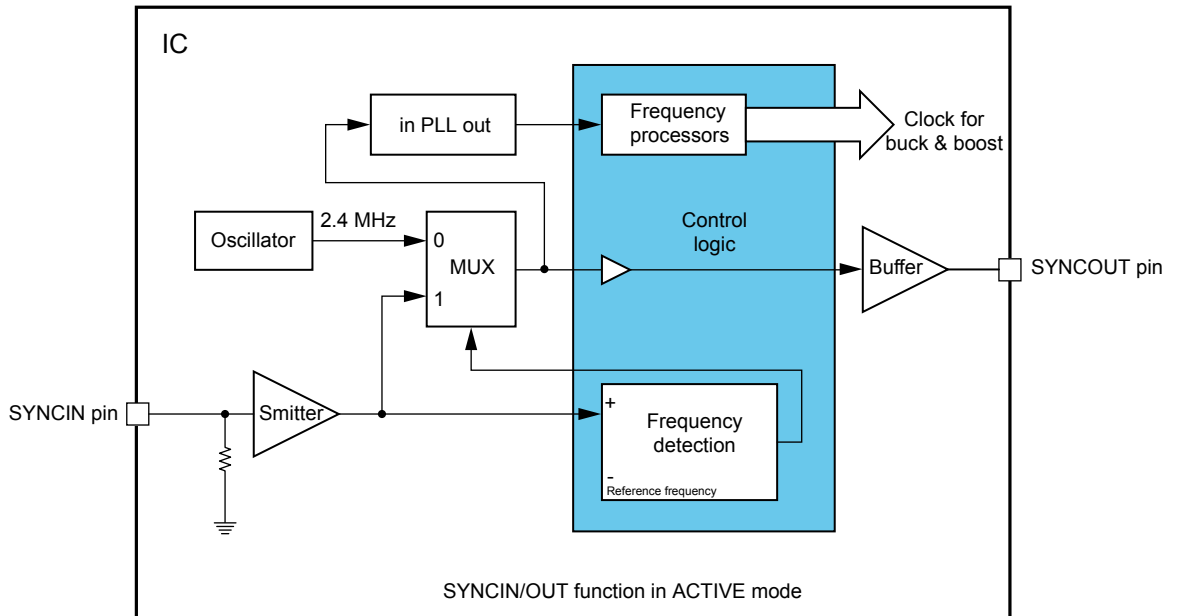 IC
in PLL out
Frequency
processors
Clock for
buck & boost
Oscillator
2.4 MHz
0
MUX
1
Control
logic
Buffer
SYNCOUT pin
SYNCIN pin
Smitter
+
Frequency
detection
-
Reference frequency
SYNCIN/OUT function in ACTIVE mode